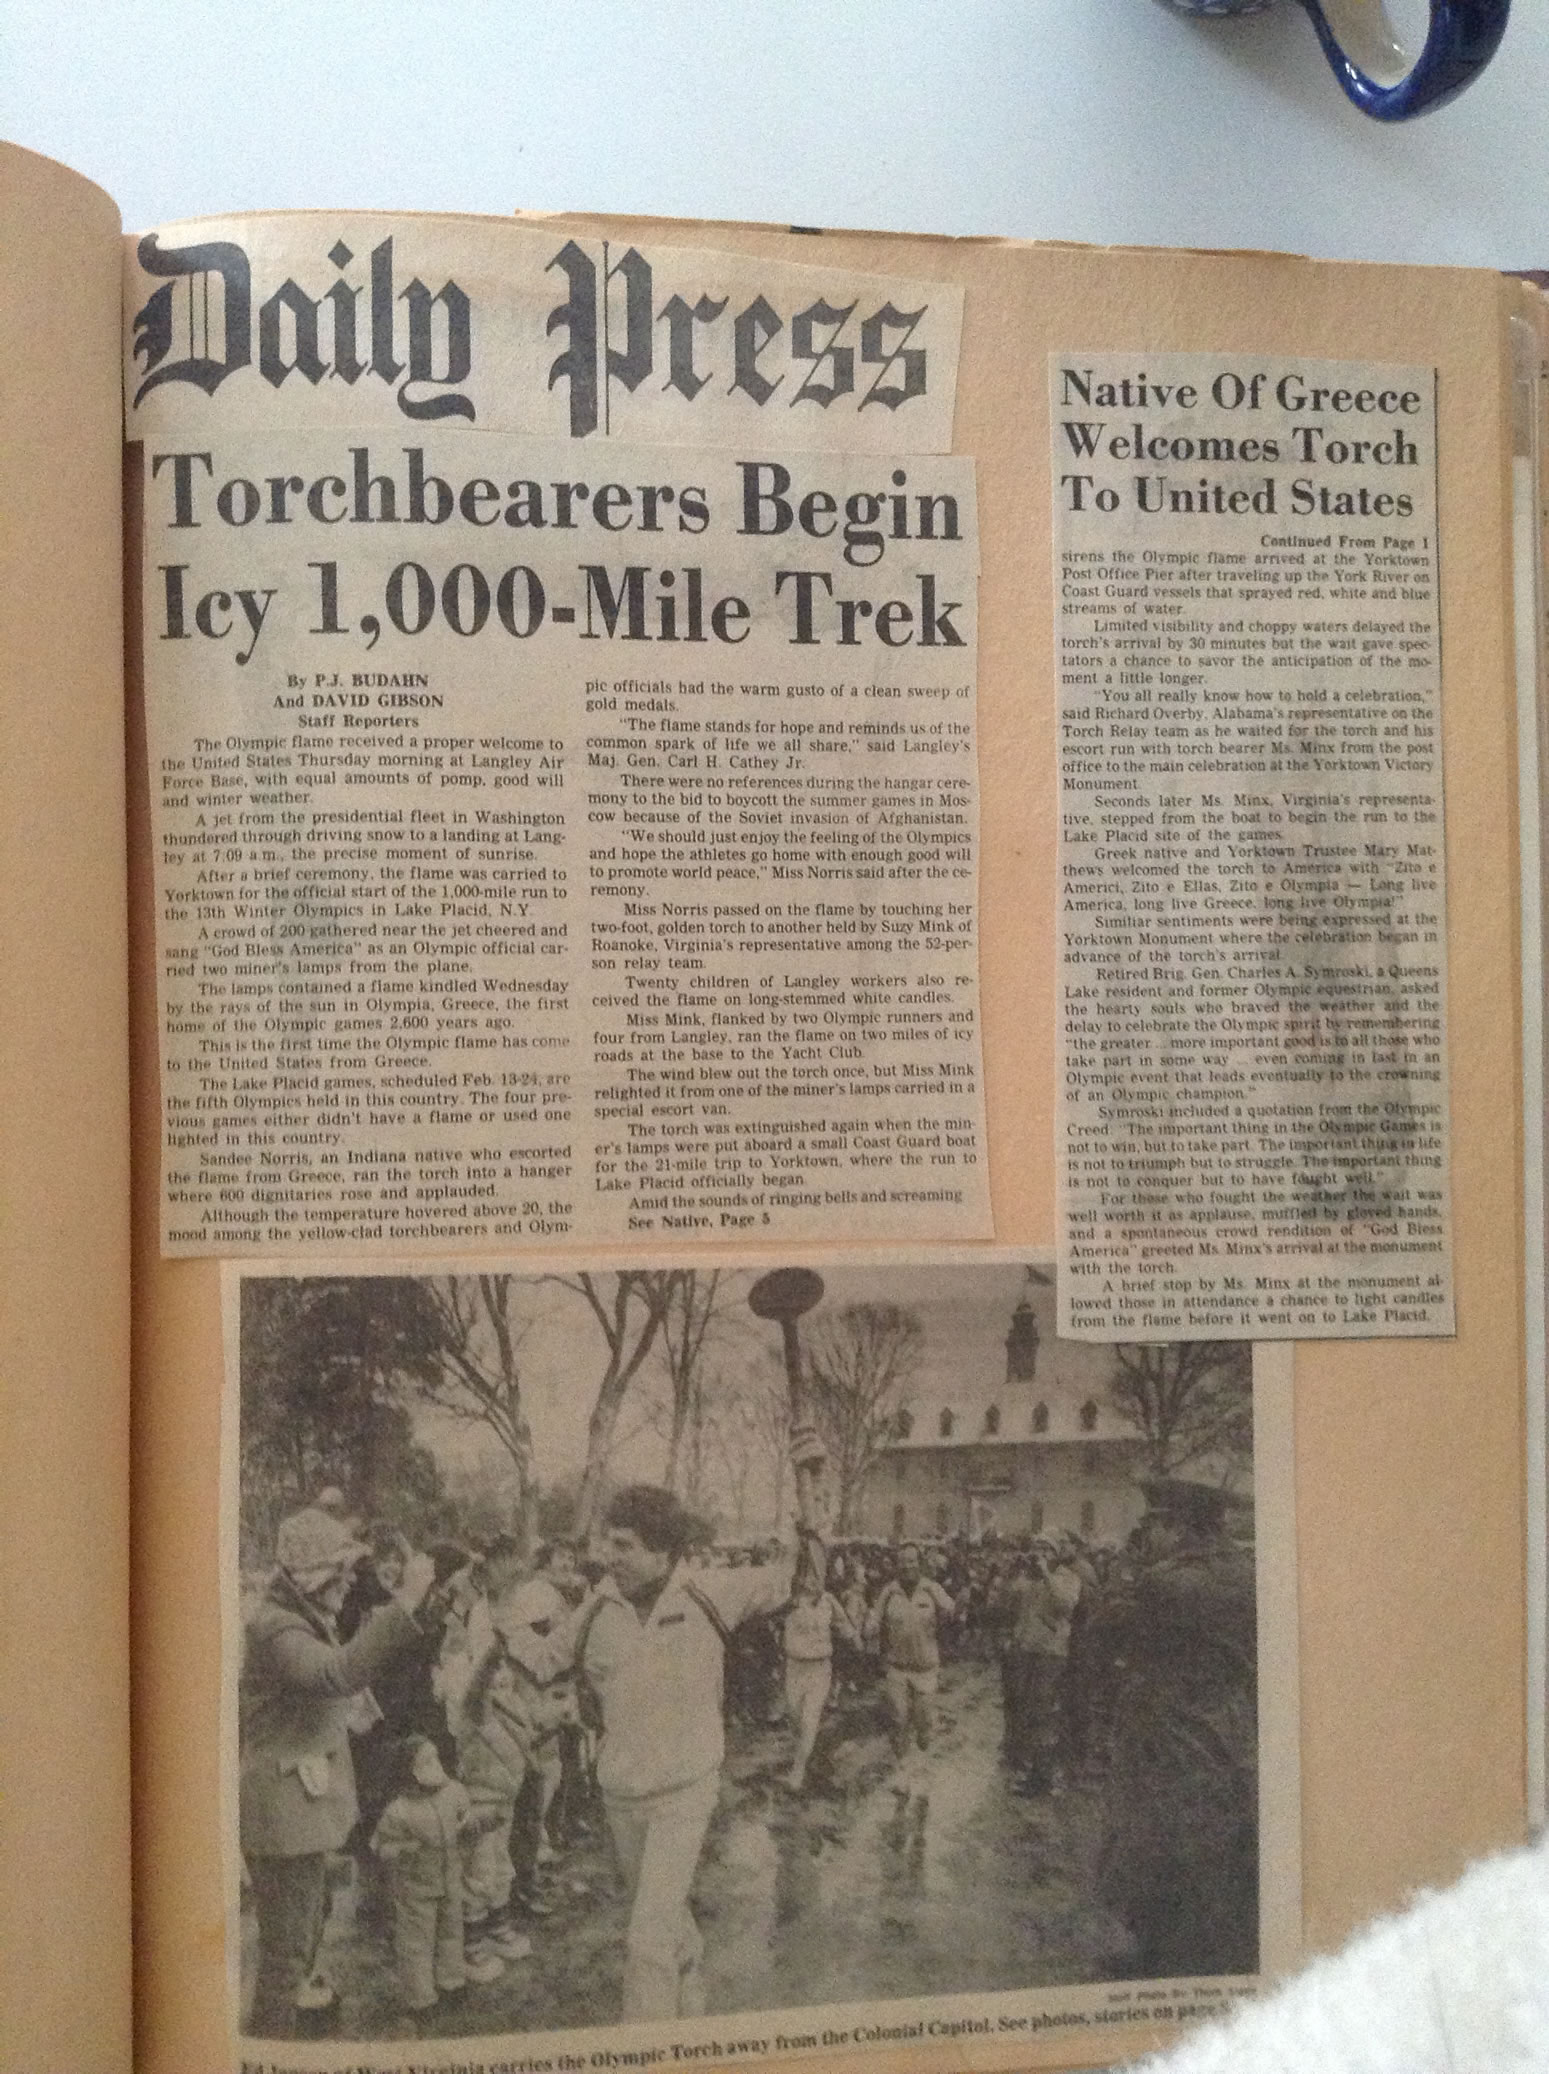 Daily Press
Torchbearers Begin
Icy 1,000-Mile Trek
By P.J. BUDAHN
And DAVID GIBSON
Staff Reporters
The Olympic flame received a proper welcome to
the United States Thursday morning at Langley Air
Force Base, with equal amounts of pomp, good will
and winter weather.
A jet from the presidential fleet in Washington
thundered through driving snow to a landing at Lang-
ley at 7:09 a.m., the precise moment of sunrise.
After a brief ceremony, the flame was carried to
Yorktown for the official start of the 1,000-mile run to
the 13th Winter Olympics in Lake Placid, N.Y.
A crowd of 200 gathered near the jet cheered and
sang "God Bless America" as an Olympic official car-
ried two miner's lamps from the plane.
The lamps contained a flame kindled Wednesday
by the rays of the sun in Olympia, Greece, the first
home of the Olympic games 2,600 years ago.
This is the first time the Olympic flame has come
to the United States from Greece.
The Lake Placid games, scheduled Feb. 13-24, are
the fifth Olympics held in this country. The four pre-
vious games either didn't have a flame or used one
lighted in this country.
Sandee Norris, an Indiana native who escorted
the flame from Greece, ran the torch into a hanger
where 600 dignitaries rose and applauded.
Although the temperature hovered above 20, the
mood among the yellow-clad torchbearers and Olym-
pic officials had the warm gusto of a clean sweep of
gold medals.
"The flame stands for hope and reminds us of the
common spark of life we all share," said Langley's
Maj. Gen. Carl H. Cathey Jr.
There were no references during the hangar cere-
mony to the bid to boycott the summer games in Mos-
cow because of the Soviet invasion of Afghanistan.
"We should just enjoy the feeling of the Olympics
and hope the athletes go home with enough good will
to promote world peace," Miss Norris said after the ce-
remony.
Miss Norris passed on the flame by touching her
two-foot, golden torch to another held by Suzy Mink of
Roanoke, Virginia's representative among the 52-per-
son relay team.
Twenty children of Langley workers also re-
ceived the flame on long-stemmed white candles.
Miss Mink, flanked by two Olympic runners and
four from Langley, ran the flame on two miles of icy
roads at the base to the Yacht Club.
The wind blew out the torch once, but Miss Mink
relighted it from one of the miner's lamps carried in a
special escort van.
The torch was extinguished again when the min-
er's lamps were put aboard a small Coast Guard boat
for the 21-mile trip to Yorktown, where the run to
Lake Placid officially began.
Amid the sounds of ringing bells and screaming
See Native, Page 5
Native Of Greece
Welcomes Torch
To United States
Continued From Page 1
sirens the Olympic flame arrived at the Yorktown
Post Office Pier after traveling up the York River on
Coast Guard vessels that sprayed red, white and blue
streams of water.
Limited visibility and choppy waters delayed the
torch's arrival by 30 minutes but the wait gave spec-
tators a chance to savor the anticipation of the mo-
ment a little longer.
"You all really know how to hold a celebration,"
said Richard Overby, Alabama's representative on the
Torch Relay team as he waited for the torch and his
escort run with torch bearer Ms. Minx from the post
office to the main celebration at the Yorktown Victory
Monument.
Seconds later Ms. Minx, Virginia's representa-
tive, stepped from the boat to begin the run to the
Lake Placid site of the games.
Greek native and Yorktown Trustee Mary Mat-
thews welcomed the torch to America with "Zito e
Americi, Zito e Ellas, Zito e Olympia — Long live
America, long live Greece, long live Olympia!"
Similiar sentiments were being expressed at the
Yorktown Monument where the celebration began in
advance of the torch's arrival.
Retired Brig. Gen. Charles A. Symroski, a Queens
Lake resident and former Olympic equestrian, asked
the hearty souls who braved the weather and the
delay to celebrate the Olympic spirit by remembering
"the greater ... more important good is to all those who
take part in some way ... even coming in last in an
Olympic event that leads eventually to the crowning
of an Olympic champion."
Symroski included a quotation from the Olympic
Creed: "The important thing in the Olympic Games is
not to win, but to take part. The important thing in life
is not to triumph but to struggle. The important thing
is not to conquer but to have fought well."
For those who fought the weather the wait was
well worth it as applause, muffled by gloved hands,
and a spontaneous crowd rendition of "God Bless
America" greeted Ms. Minx's arrival at the monument
with the torch.
A brief stop by Ms. Minx at the monument al-
lowed those in attendance a chance to light candles
from the flame before it went on to Lake Placid.
Staff Photo By
of West Virginia carries the Olympic Torch away from the Colonial Capitol. See photos, stories on page 5.